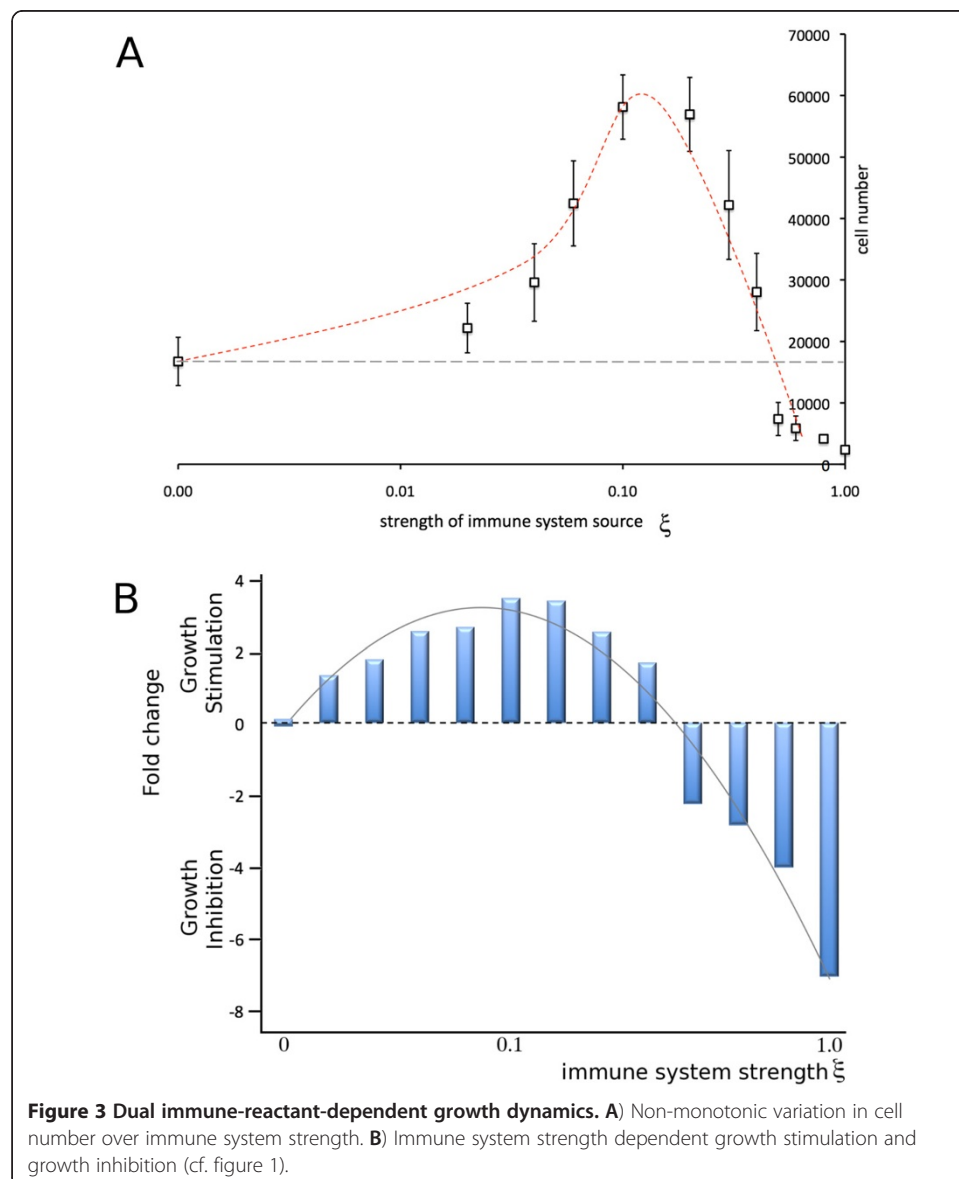 A
70000
60000
50000
40000
30000
20000
10000
0
cell number
0.00 0.01 0.10 1.00
strength of immune system source ξ
B
Fold change
Growth
Stimulation
Growth
Inhibition
4
2
0
-2
-4
-6
-8
0 0.1 1.0
immune system strength ξ
Figure 3 Dual immune-reactant-dependent growth dynamics. A) Non-monotonic variation in cell
number over immune system strength. B) Immune system strength dependent growth stimulation and
growth inhibition (cf. figure 1).